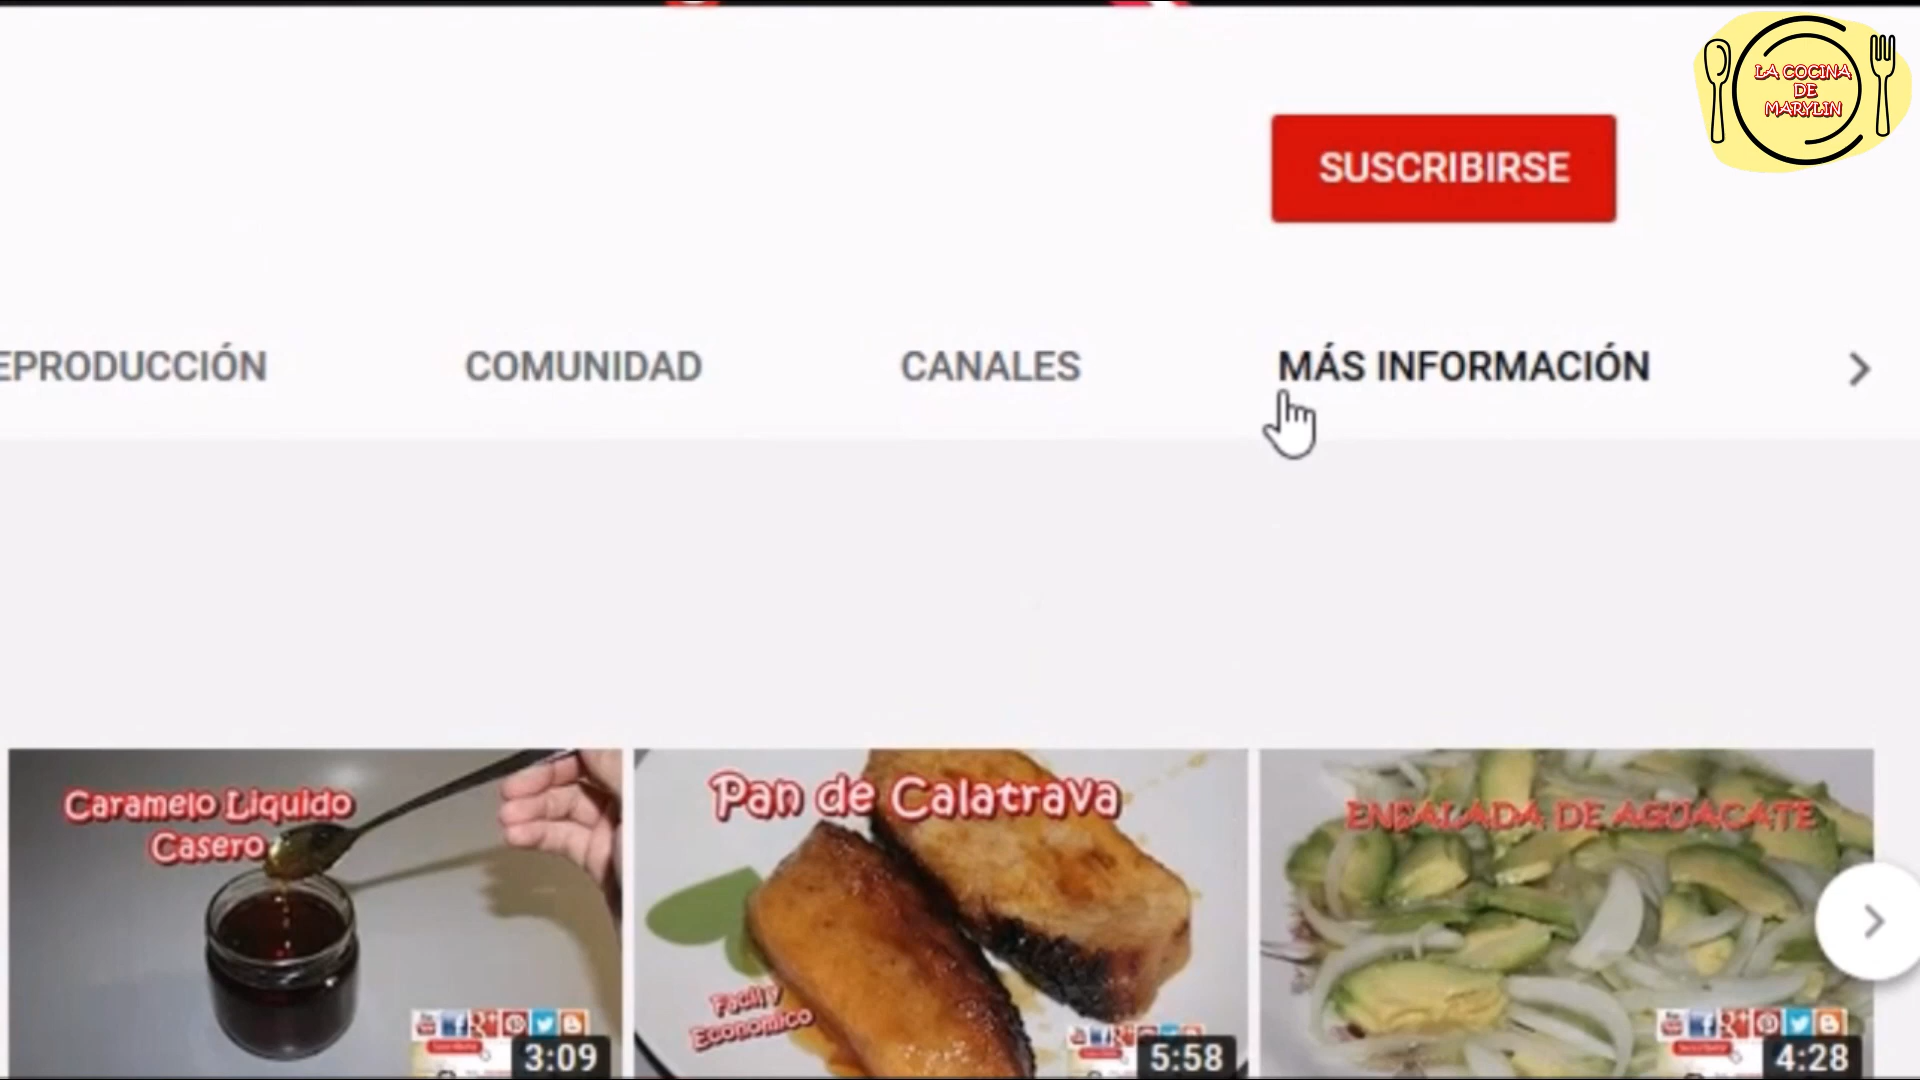 LA COCINA
DE
MARYLIN
SUSCRIBIRSE
EPRODUCCIÓN
COMUNIDAD
CANALES
MÁS INFORMACIÓN
Caramelo Liquido
Casero
3:09
Pan de Calatrava
Facil y
Economico
5:58
ENSALADA DE AGUACATE
4:28